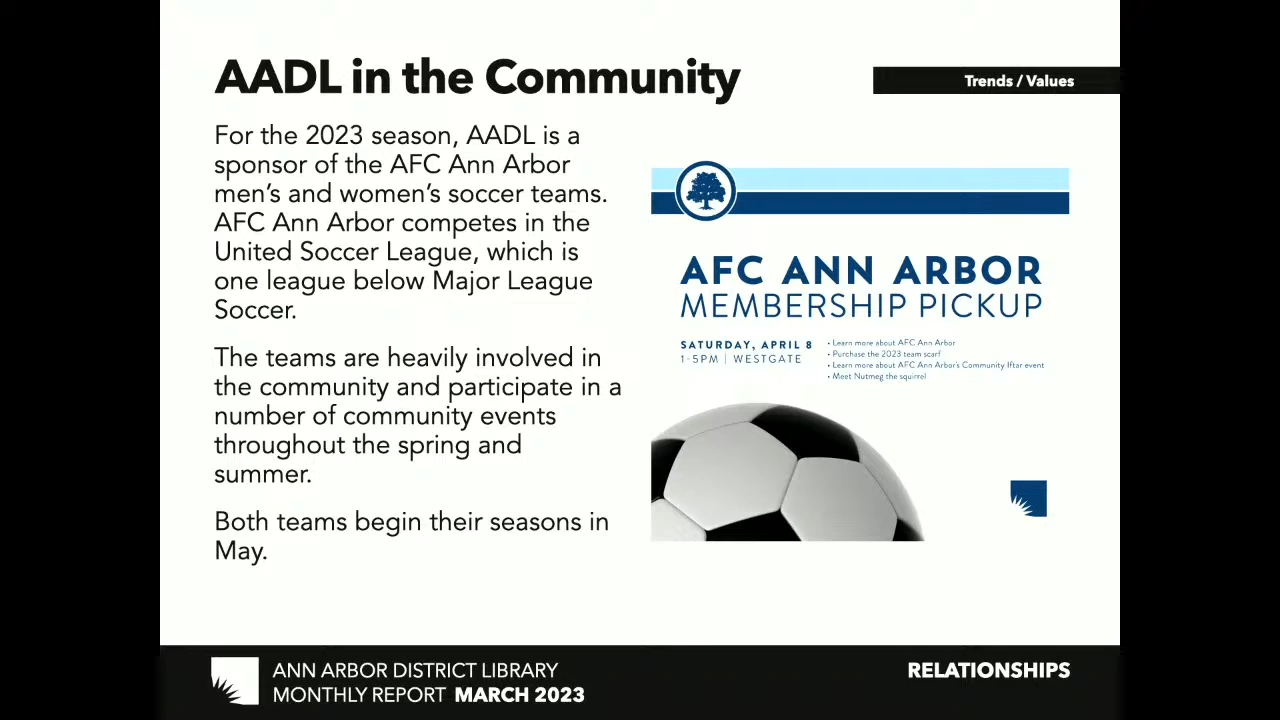 AADL in the Community
Trends / Values
For the 2023 season, AADL is a
sponsor of the AFC Ann Arbor
men's and women's soccer teams.
AFC Ann Arbor competes in the
United Soccer League, which is
one league below Major League
Soccer.
The teams are heavily involved in
the community and participate in a
number of community events
throughout the spring and
summer.
Both teams begin their seasons in
May.
AFC ANN ARBOR
MEMBERSHIP PICKUP
SATURDAY, APRIL 8
1-5PM | WESTGATE
• Learn more about AFC Ann Arbor
• Purchase the 2023 team scarf
• Learn more about AFC Ann Arbor's Community Iftar event
• Meet Nutmeg the squirrel
ANN ARBOR DISTRICT LIBRARY
MONTHLY REPORT MARCH 2023
RELATIONSHIPS